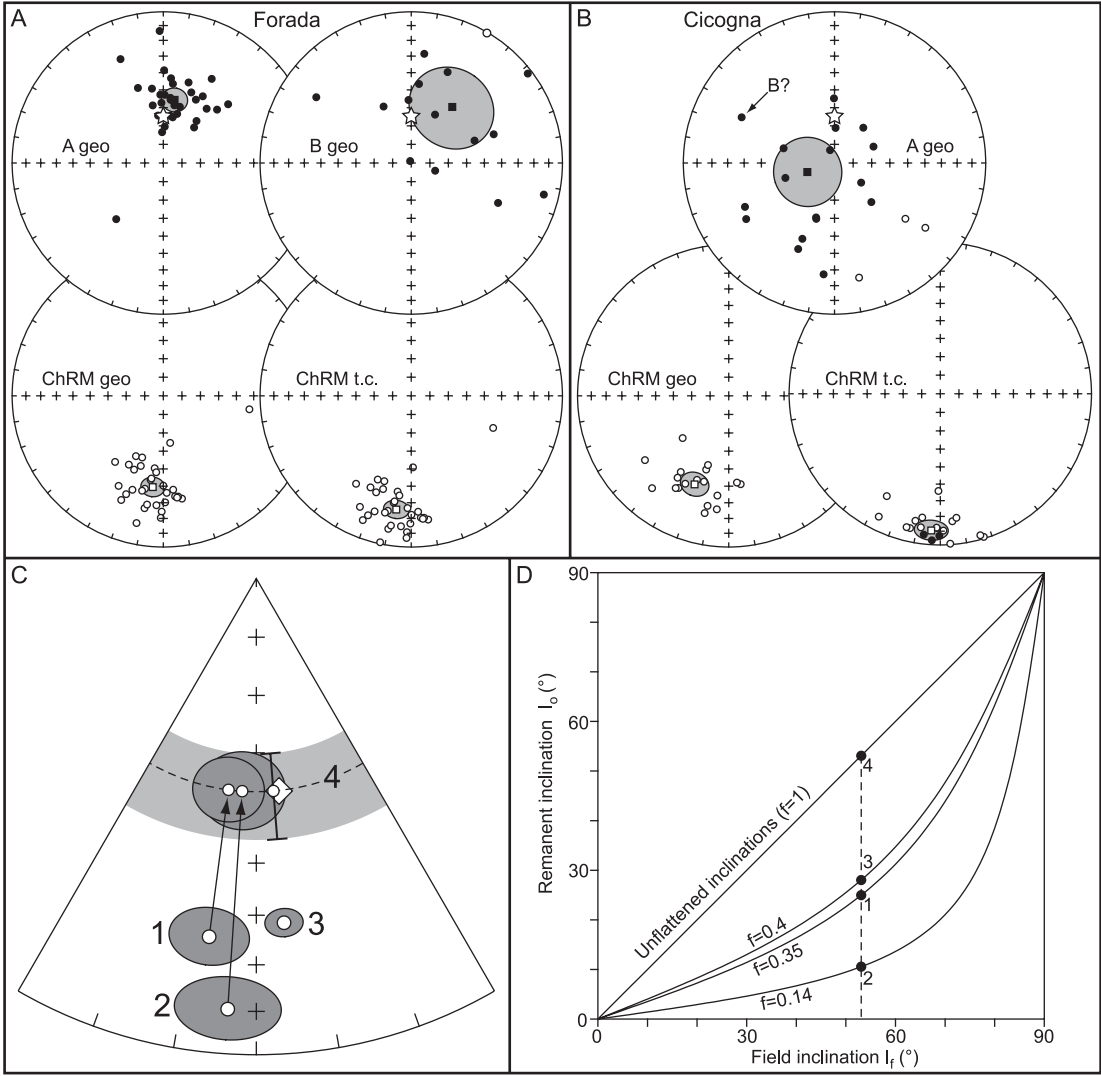 A
Forada
A geo
B geo
ChRM geo
ChRM t.c.
B
Cicogna
B?
A geo
ChRM geo
ChRM t.c.
C
4
1
3
2
D
90
60
30
0
Remanent inclination Io (°)
Unflattened inclinations (f=1)
4
3
1
2
f=0.4
f=0.35
f=0.14
0
30
60
90
Field inclination If (°)